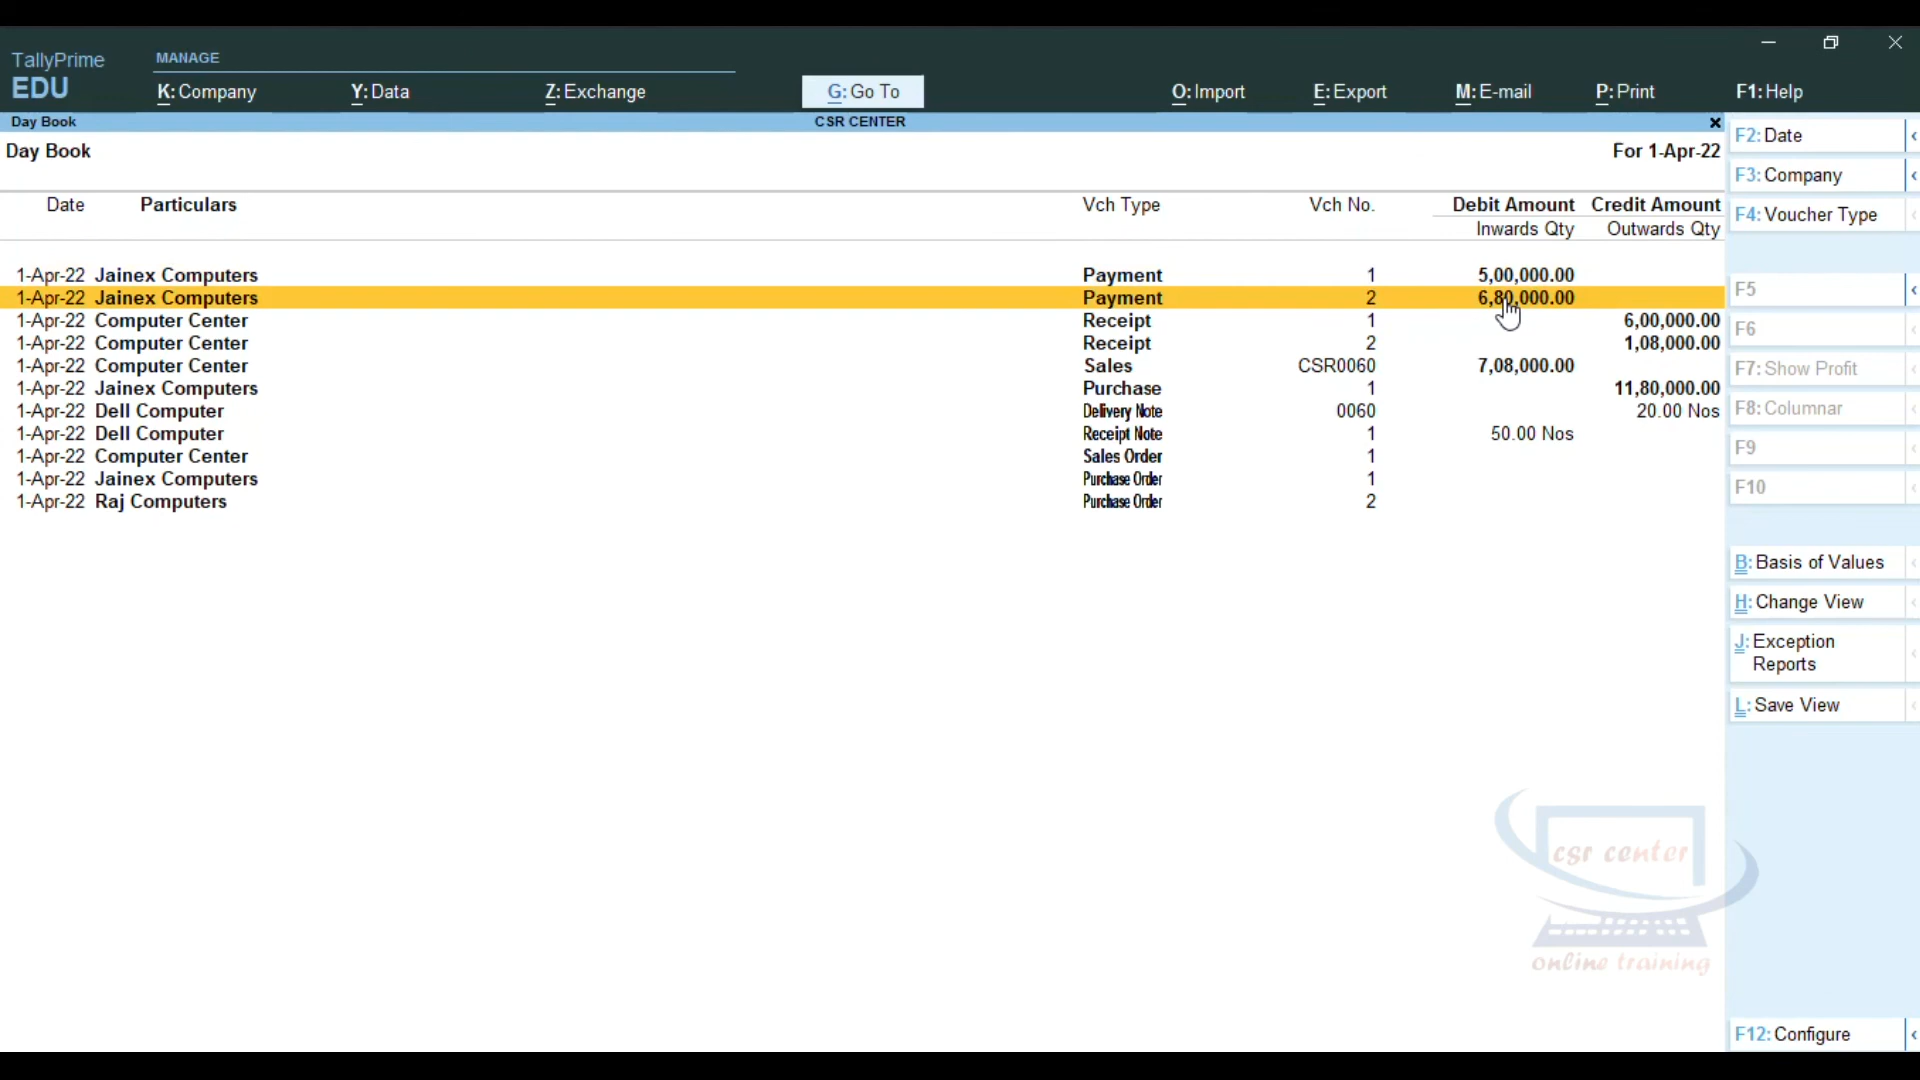 TallyPrime
EDU
MANAGE
K: Company
Y: Data
Z: Exchange
G: Go To
O: Import
E: Export
M: E-mail
P: Print
F1: Help
Day Book
CSR CENTER
Day Book
For 1-Apr-22
Date Particulars Vch Type Vch No. Debit Amount Credit Amount
Inwards Qty Outwards Qty
1-Apr-22 Jainex Computers Payment 1 5,00,000.00
1-Apr-22 Jainex Computers Payment 2 6,80,000.00
1-Apr-22 Computer Center Receipt 1 6,00,000.00
1-Apr-22 Computer Center Receipt 2 1,08,000.00
1-Apr-22 Computer Center Sales CSR0060 7,08,000.00
1-Apr-22 Jainex Computers Purchase 1 11,80,000.00
1-Apr-22 Dell Computer Delivery Note 0060 20.00 Nos
1-Apr-22 Dell Computer Receipt Note 1 50.00 Nos
1-Apr-22 Computer Center Sales Order 1
1-Apr-22 Jainex Computers Purchase Order 1
1-Apr-22 Raj Computers Purchase Order 2
F2: Date
F3: Company
F4: Voucher Type
F5
F6
F7: Show Profit
F8: Columnar
F9
F10
B: Basis of Values
H: Change View
J: Exception
Reports
L: Save View
F12: Configure
csr center
online training